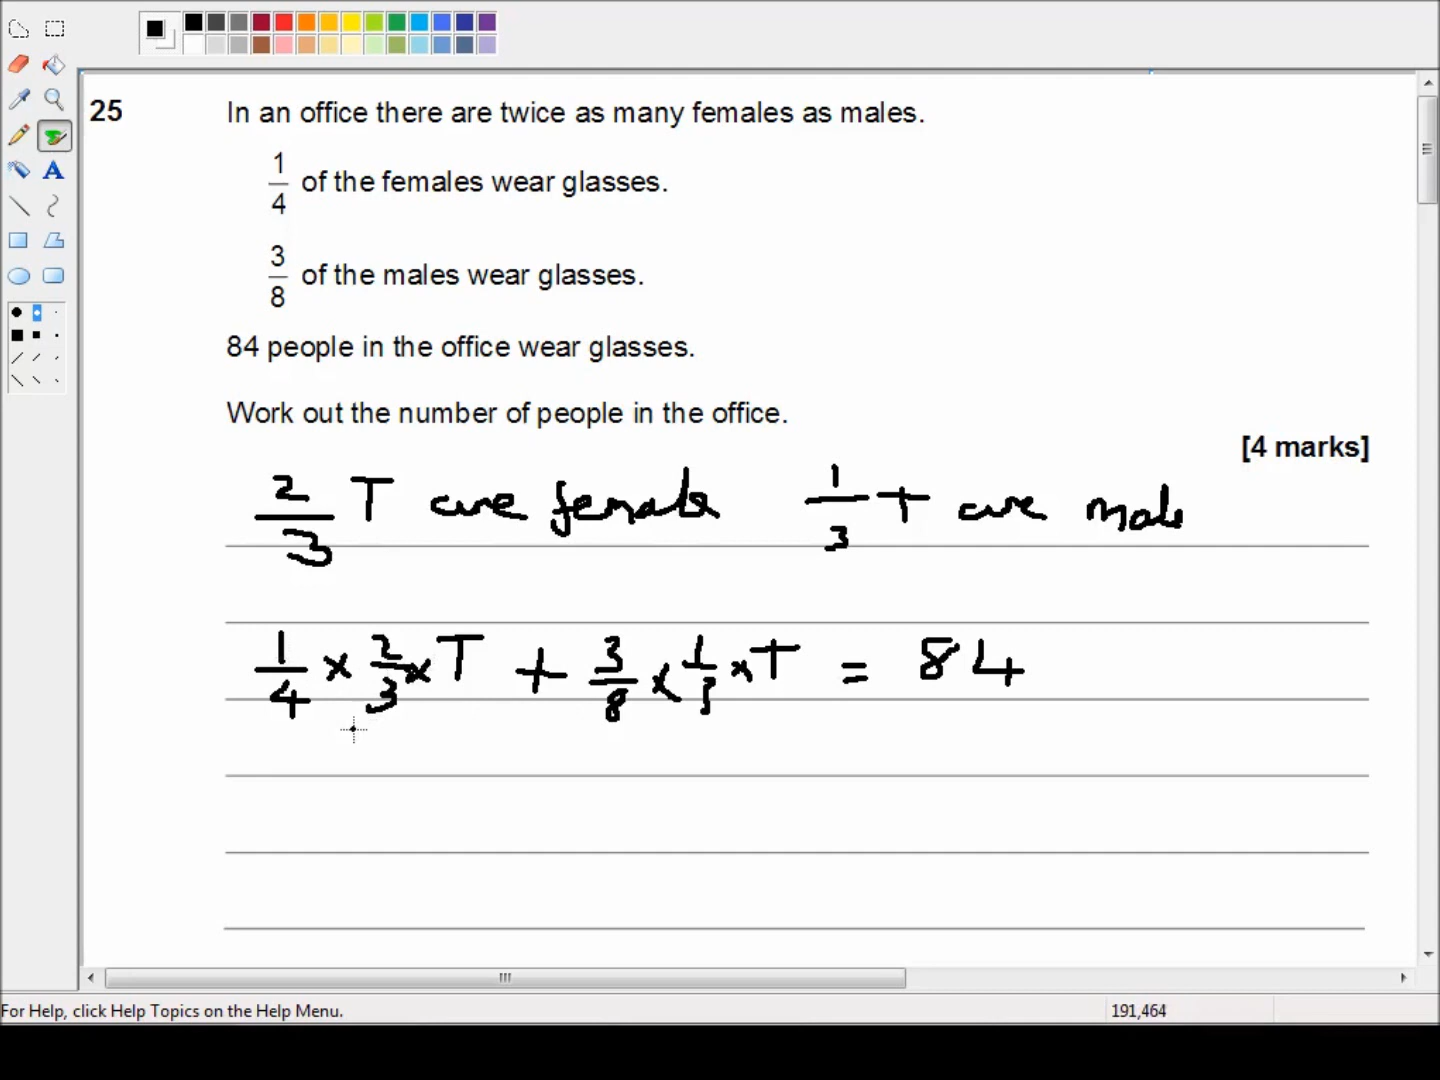 25 In an office there are twice as many females as males.
1/4 of the females wear glasses.
3/8 of the males wear glasses.
84 people in the office wear glasses.
Work out the number of people in the office.
[4 marks]
2/3 T are female 1/3 T are male
1/4 × 2/3 × T + 3/8 × 1/3 × T = 84
For Help, click Help Topics on the Help Menu. 191,464